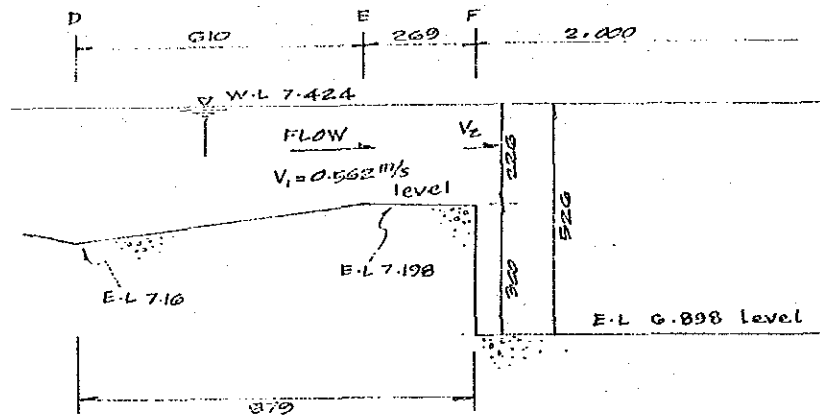 D E F
610 269 2.000
W.L 7.424
FLOW V₂
V₁ = 0.562 m/s
level
226
526
300
E.L 7.198
E.L 7.16
E.L 6.898 level
879